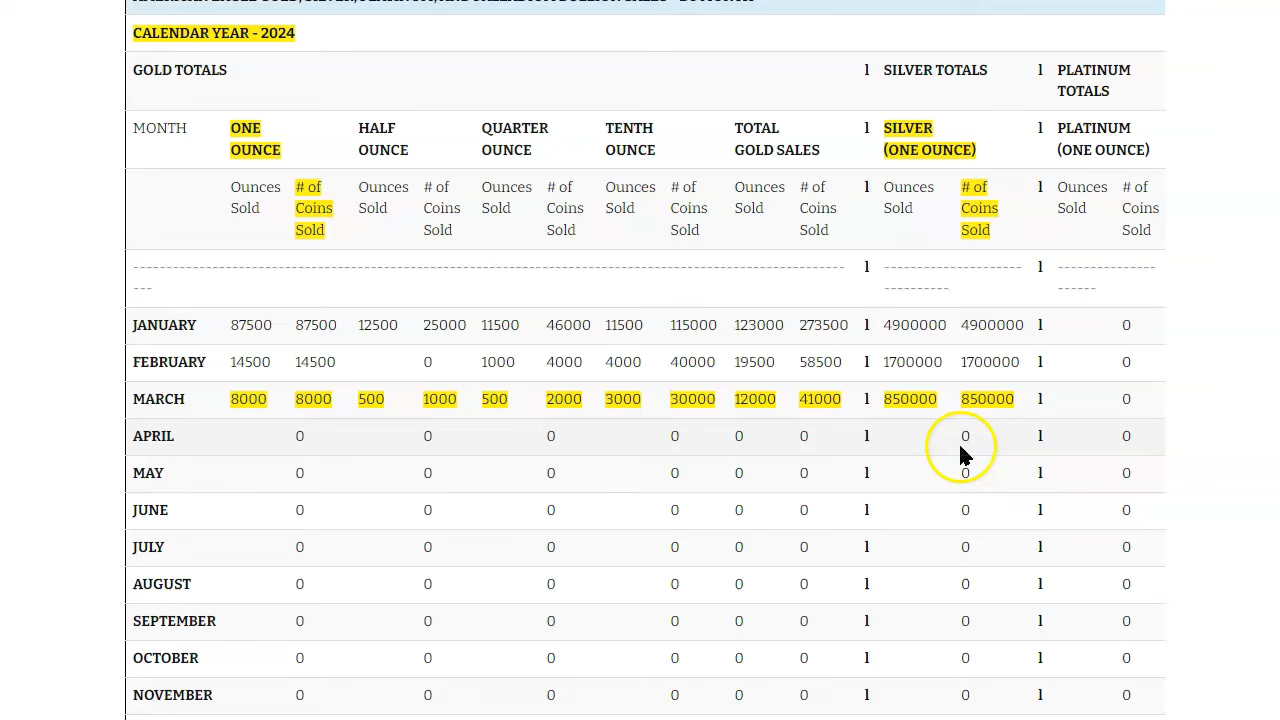 CALENDAR YEAR - 2024
GOLD TOTALS l SILVER TOTALS l PLATINUM
TOTALS
MONTH ONE HALF QUARTER TENTH TOTAL l SILVER l PLATINUM
OUNCE OUNCE OUNCE OUNCE GOLD SALES (ONE OUNCE) (ONE OUNCE)
Ounces # of Ounces # of Ounces # of Ounces # of Ounces # of l Ounces # of l Ounces # of
Sold Coins Sold Coins Sold Coins Sold Coins Sold Coins Sold Coins Sold Coins
Sold Sold Sold Sold Sold Sold Sold
l l
JANUARY 87500 87500 12500 25000 11500 46000 11500 115000 123000 273500 l 4900000 4900000 l 0
FEBRUARY 14500 14500 0 1000 4000 4000 40000 19500 58500 l 1700000 1700000 l 0
MARCH 8000 8000 500 1000 500 2000 3000 30000 12000 41000 l 850000 850000 l 0
APRIL 0 0 0 0 0 0 l 0 l 0
MAY 0 0 0 0 0 0 l 0 l 0
JUNE 0 0 0 0 0 0 l 0 l 0
JULY 0 0 0 0 0 0 l 0 l 0
AUGUST 0 0 0 0 0 0 l 0 l 0
SEPTEMBER 0 0 0 0 0 0 l 0 l 0
OCTOBER 0 0 0 0 0 0 l 0 l 0
NOVEMBER 0 0 0 0 0 0 l 0 l 0